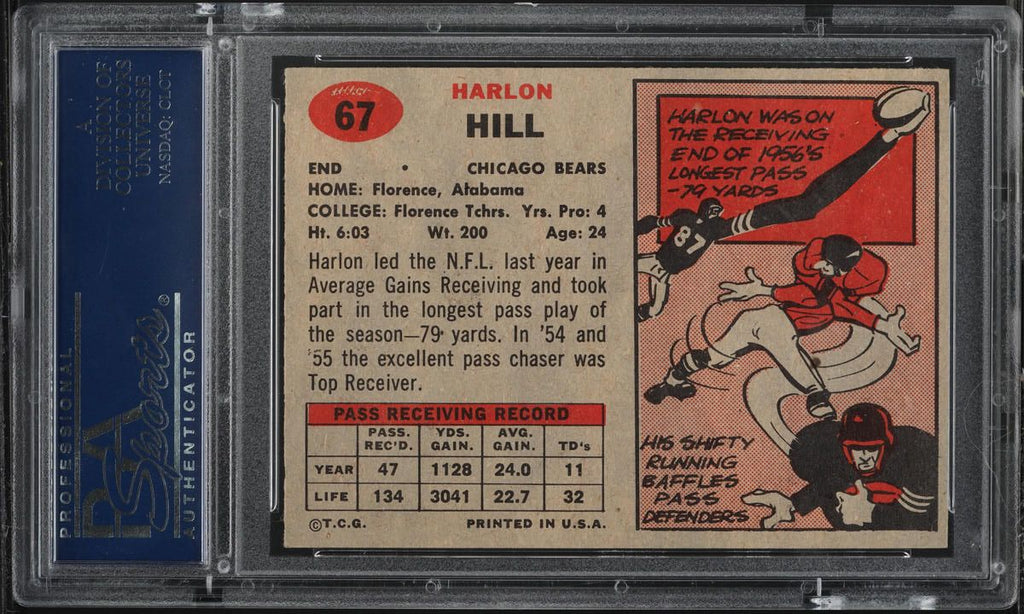 A
DIVISION OF
COLLECTORS
UNIVERSE
NASDAQ: CLCT
PROFESSIONAL
PSA
Sports®
AUTHENTICATOR
67
HARLON
HILL
END • CHICAGO BEARS
HOME: Florence, Alabama
COLLEGE: Florence Tchrs. Yrs. Pro: 4
Ht. 6:03 Wt. 200 Age: 24
Harlon led the N.F.L. last year in
Average Gains Receiving and took
part in the longest pass play of
the season—79 yards. In '54 and
'55 the excellent pass chaser was
Top Receiver.
PASS RECEIVING RECORD
PASS. REC'D. YDS. GAIN. AVG. GAIN. TD's
YEAR 47 1128 24.0 11
LIFE 134 3041 22.7 32
©T.C.G. PRINTED IN U.S.A.
HARLON WAS ON
THE RECEIVING
END OF 1956'S
LONGEST PASS
-79 YARDS
87
HIS SHIFTY
RUNNING
BAFFLES
PASS
DEFENDERS